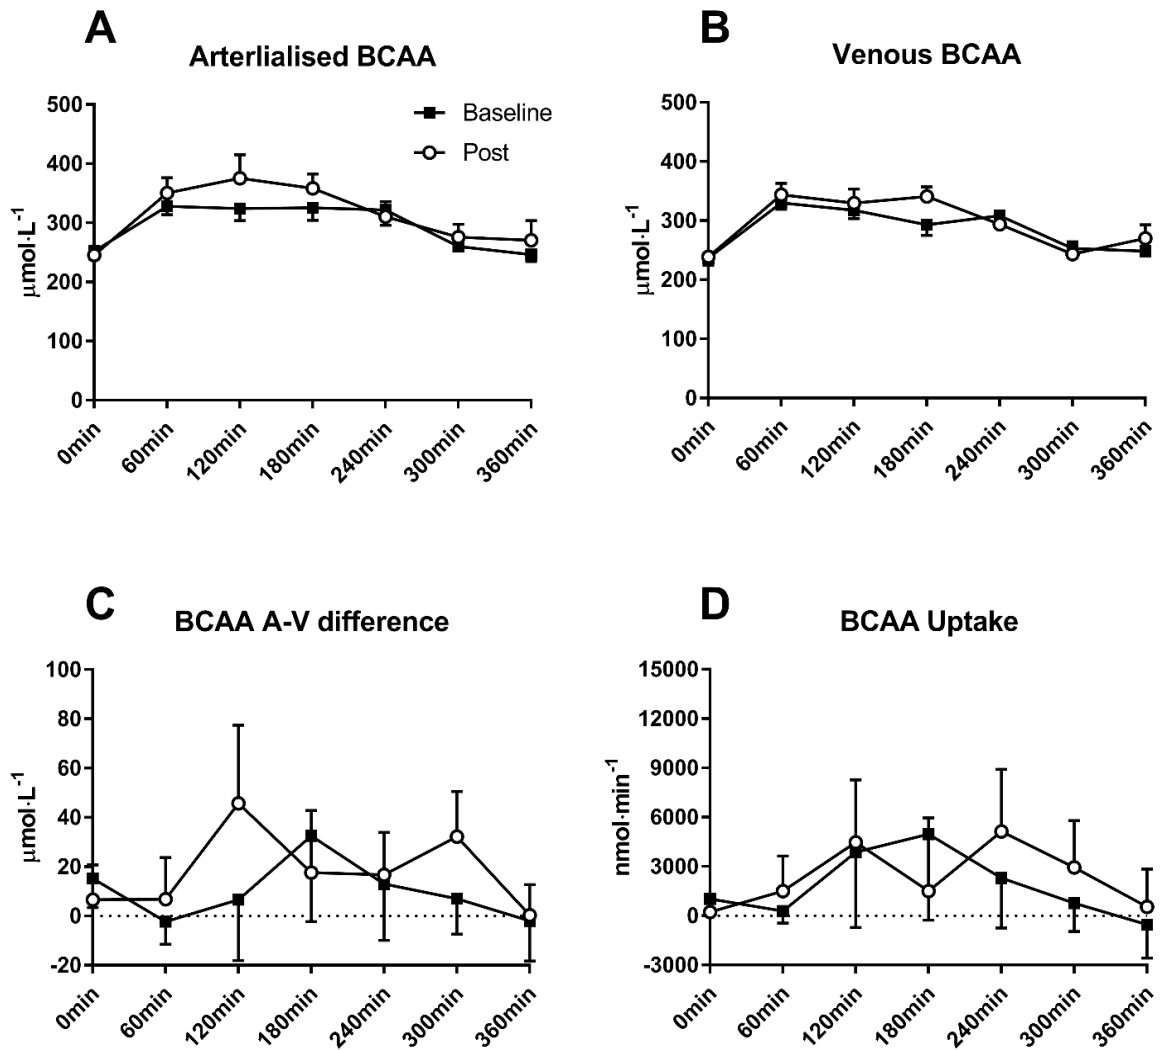 A
Arterlialised BCAA
500
400
300
200
100
0
μmol·L⁻¹
Baseline
Post
0min
60min
120min
180min
240min
300min
360min
B
Venous BCAA
500
400
300
200
100
0
μmol·L⁻¹
0min
60min
120min
180min
240min
300min
360min
C
BCAA A-V difference
100
80
60
40
20
0
-20
μmol·L⁻¹
0min
60min
120min
180min
240min
300min
360min
D
BCAA Uptake
15000
12000
9000
6000
3000
0
-3000
nmol·min⁻¹
0min
60min
120min
180min
240min
300min
360min